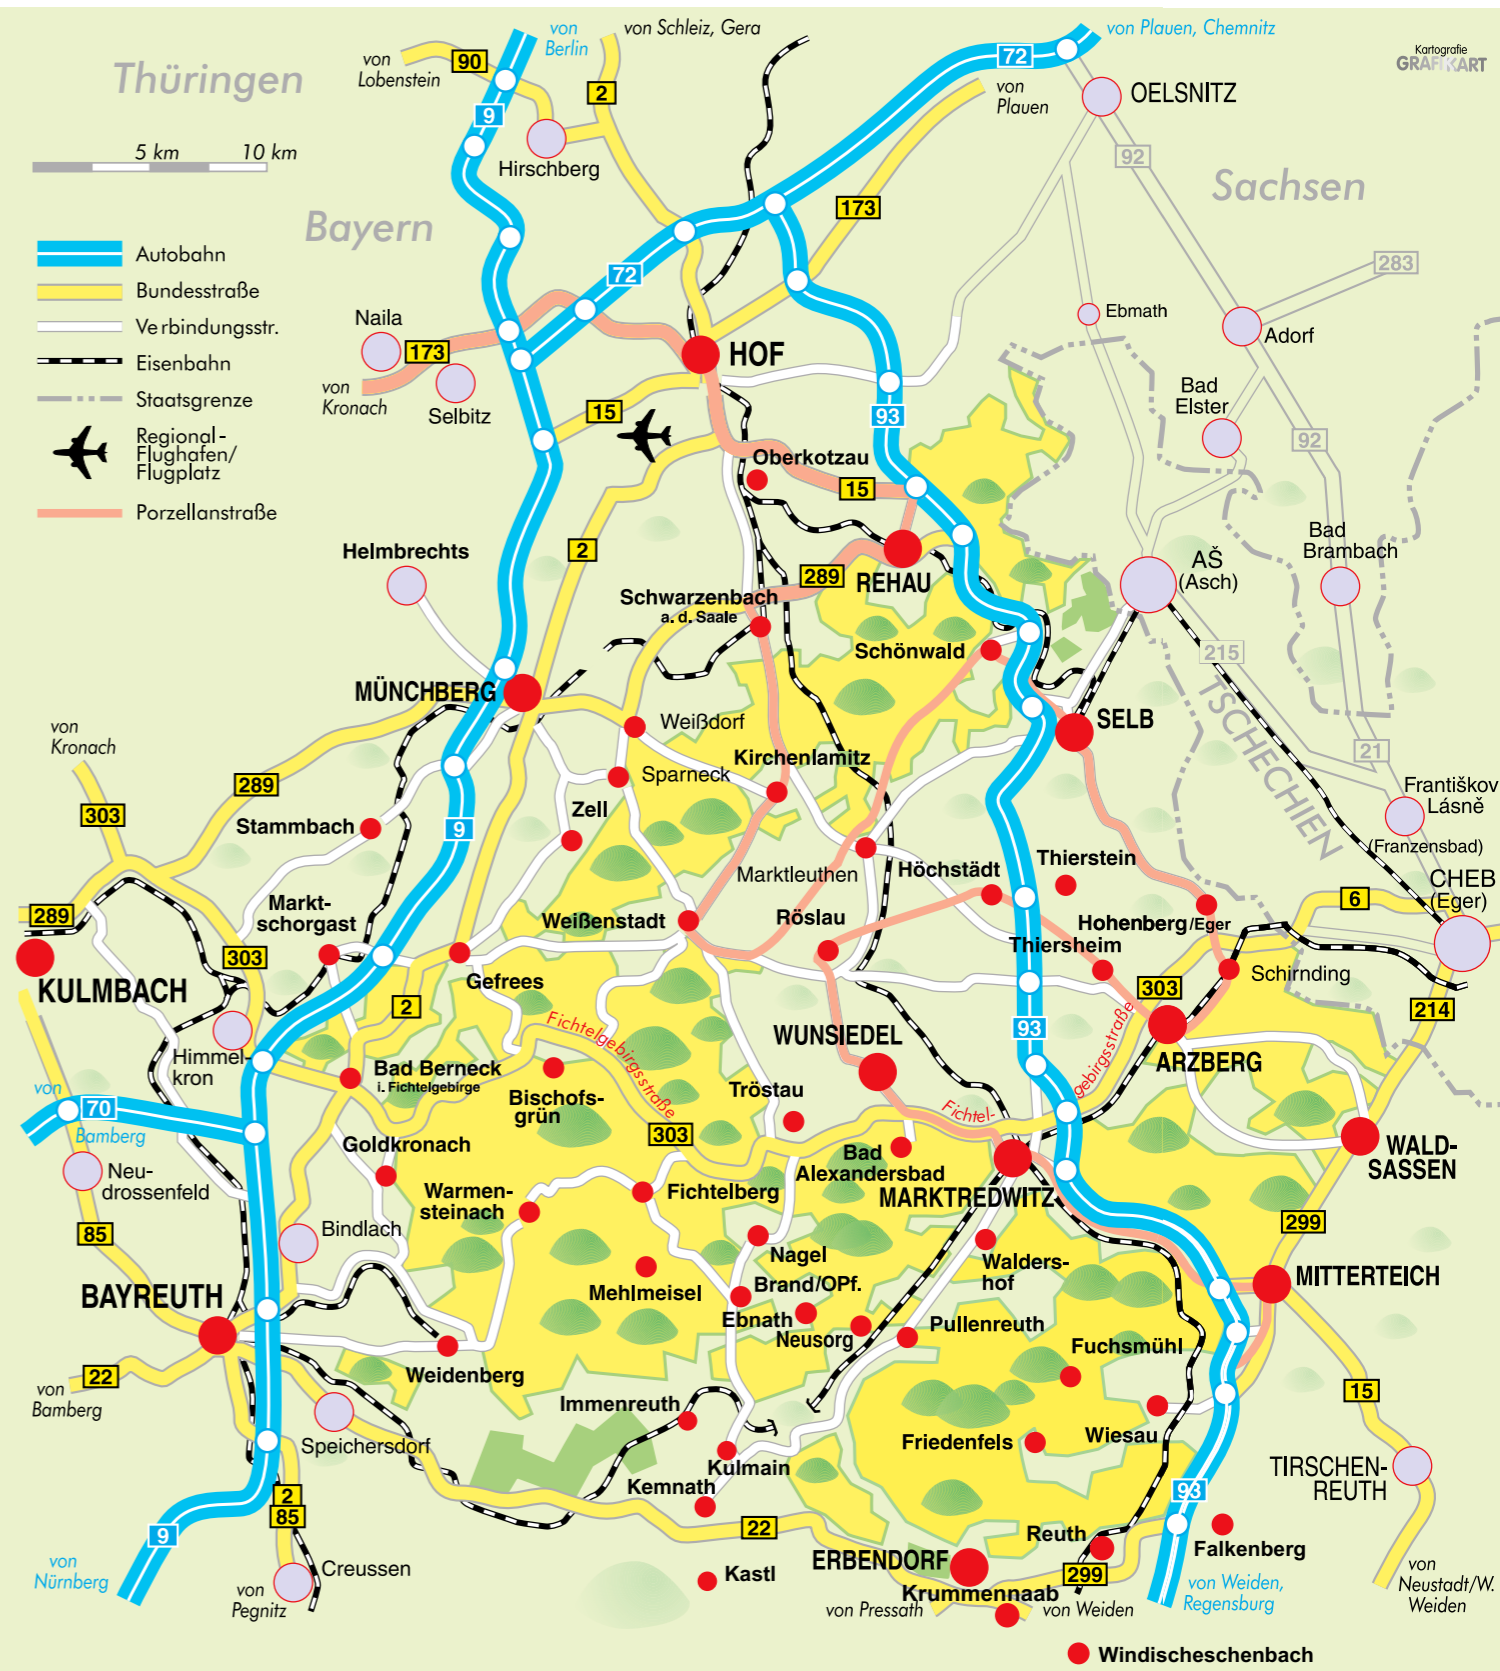 von
Berlin
von Schleiz, Gera
von Plauen, Chemnitz
Kartografie
GRAFIKART
von
Lobenstein
90
72
Thüringen
2
von
Plauen
OELSNITZ
9
5 km
10 km
Hirschberg
92
Sachsen
Bayern
173
Autobahn
72
283
Bundesstraße
Naila
Ebmath
Verbindungsstr.
Adorf
173
HOF
Eisenbahn
von
Kronach
Selbitz
Bad
Elster
Staatsgrenze
15
93
Regional-
Flughafen/
Flugplatz
92
Oberkotzau
15
Porzellanstraße
Bad
Brambach
Helmbrechts
2
AŠ
(Asch)
289
REHAU
Schwarzenbach
a. d. Saale
Schönwald
215
TSCHECHIEN
MÜNCHBERG
SELB
Weißdorf
von
Kronach
21
Kirchenlamitz
Sparneck
289
Františkov
Lásně
(Franzensbad)
303
Zell
Stammbach
9
Thierstein
Höchstädt
Marktleuthen
CHEB
(Eger)
6
Markt-
schorgast
289
Weißenstadt
Röslau
Hohenberg/Eger
Thiersheim
303
Schirnding
Gefrees
KULMBACH
303
214
2
Fichtelgebirgsstraße
WUNSIEDEL
93
gebirgsstraße
ARZBERG
Himmel-
kron
Bad Berneck
i. Fichtelgebirge
Bischofs-
grün
Tröstau
von
Bamberg
70
Fichtel-
303
Goldkronach
Bad
Alexandersbad
WALD-
SASSEN
Neu-
drossenfeld
Warmen-
steinach
Fichtelberg
MARKTREDWITZ
85
Bindlach
299
Nagel
Walders-
hof
BAYREUTH
Mehlmeisel
Brand/OPf.
MITTERTEICH
Ebnath
Neusorg
Pullenreuth
Fuchsmühl
22
Weidenberg
von
Bamberg
15
Immenreuth
Friedenfels
Wiesau
Speichersdorf
Kulmain
TIRSCHEN-
REUTH
Kemnath
93
2
85
22
9
Reuth
Falkenberg
ERBENDORF
von
Nürnberg
Creussen
Kastl
299
von
Neustadt/W.
Weiden
von
Pegnitz
Krummennaab
von Pressath
von Weiden
von Weiden,
Regensburg
Windischeschenbach